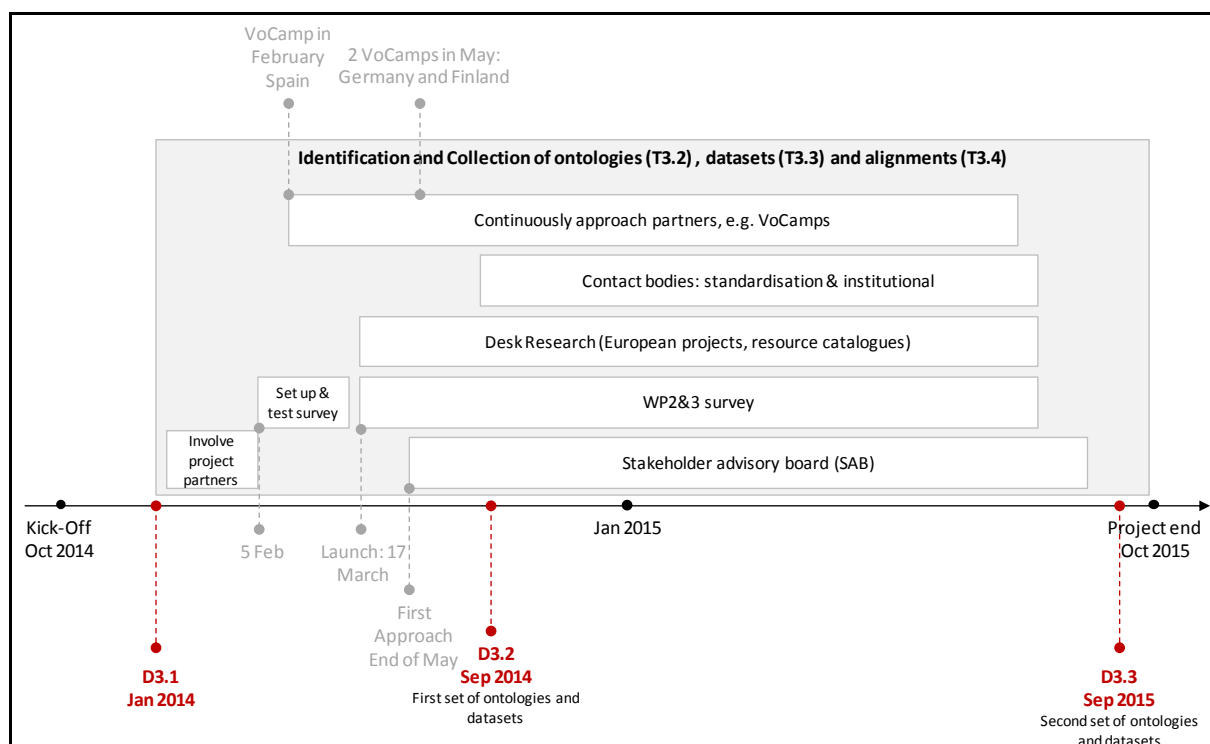 VoCamp in
February
Spain
2 VoCamps in May:
Germany and Finland
Identification and Collection of ontologies (T3.2) , datasets (T3.3) and alignments (T3.4)
Continuously approach partners, e.g. VoCamps
Contact bodies: standardisation & institutional
Desk Research (European projects, resource catalogues)
Set up &
test survey
WP2&3 survey
Involve
project
partners
Stakeholder advisory board (SAB)
Kick-Off
Oct 2014
5 Feb
Launch: 17
March
Jan 2015
Project end
Oct 2015
First
Approach
End of May
D3.1
Jan 2014
D3.2
Sep 2014
First set of ontologies and
datasets
D3.3
Sep 2015
Second set of ontologies
and datasets